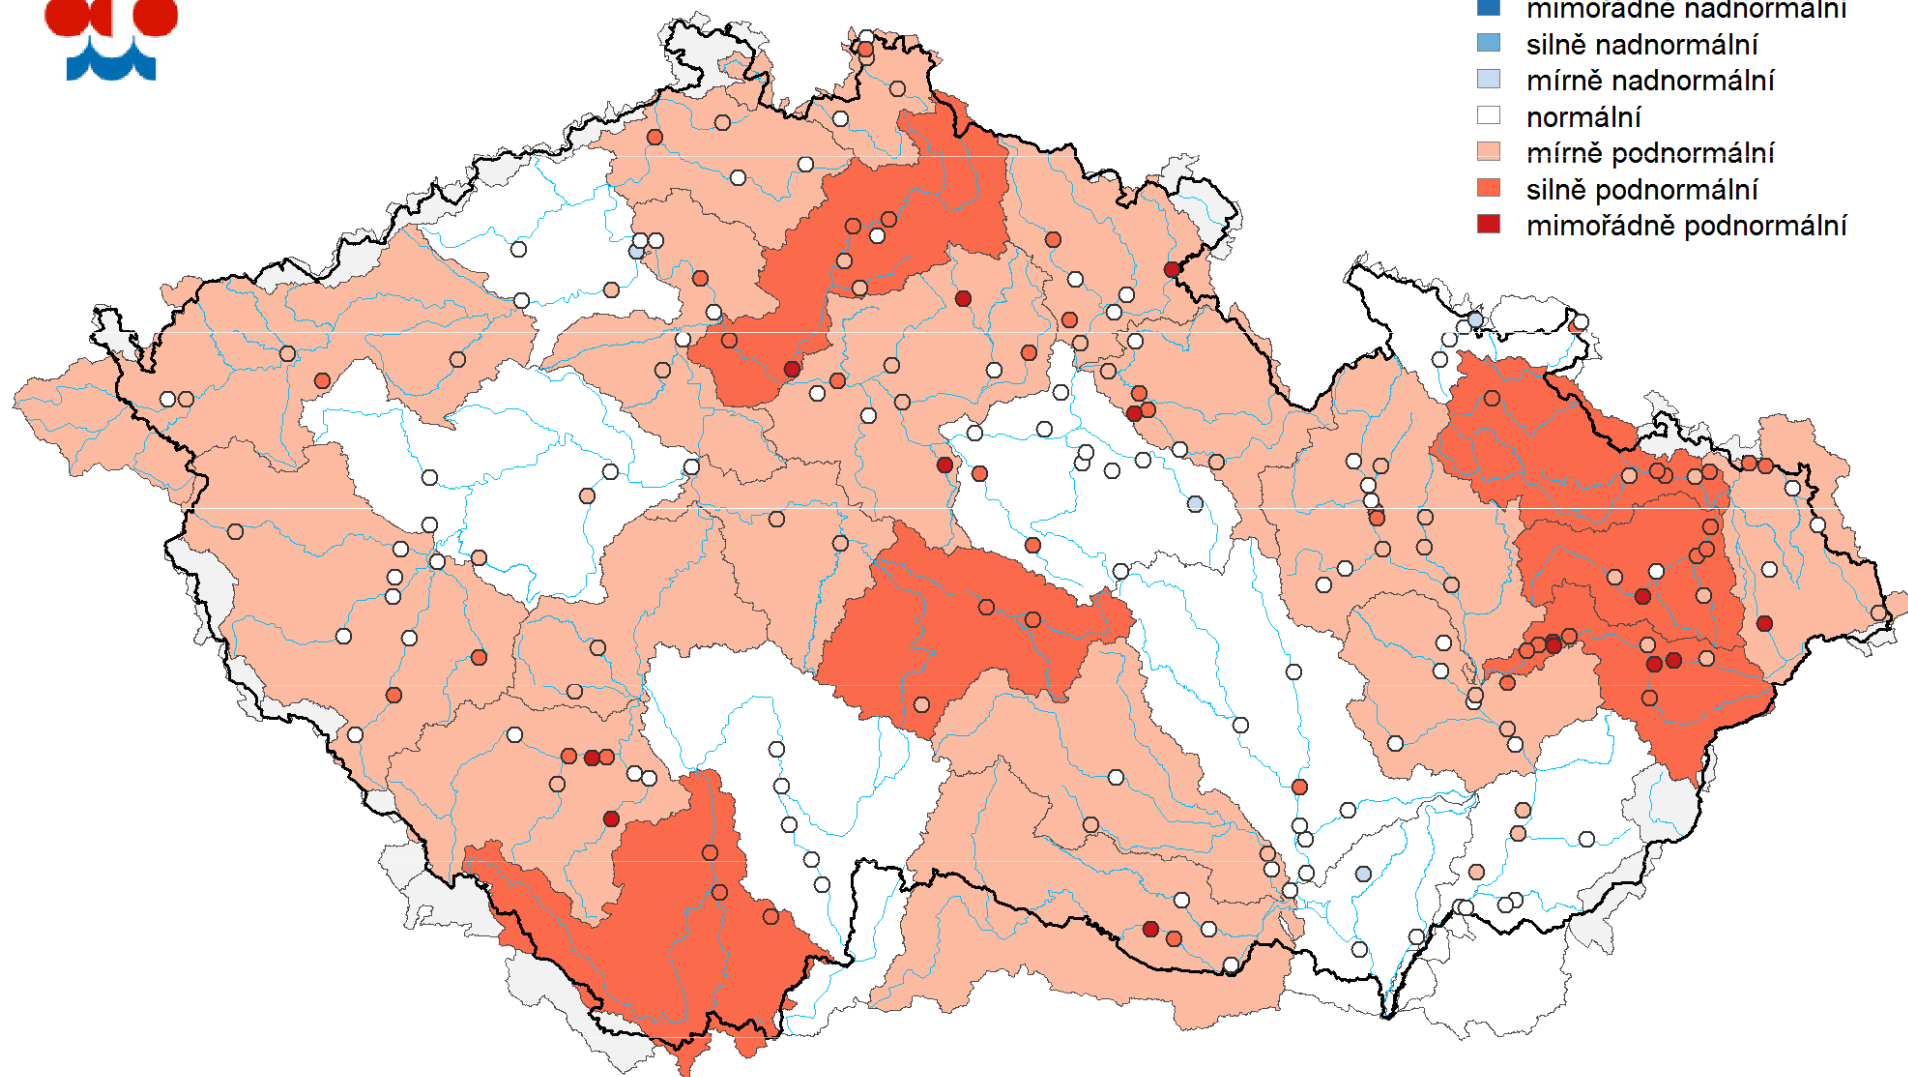 mimořádně nadnormální
silně nadnormální
mírně nadnormální
normální
mírně podnormální
silně podnormální
mimořádně podnormální